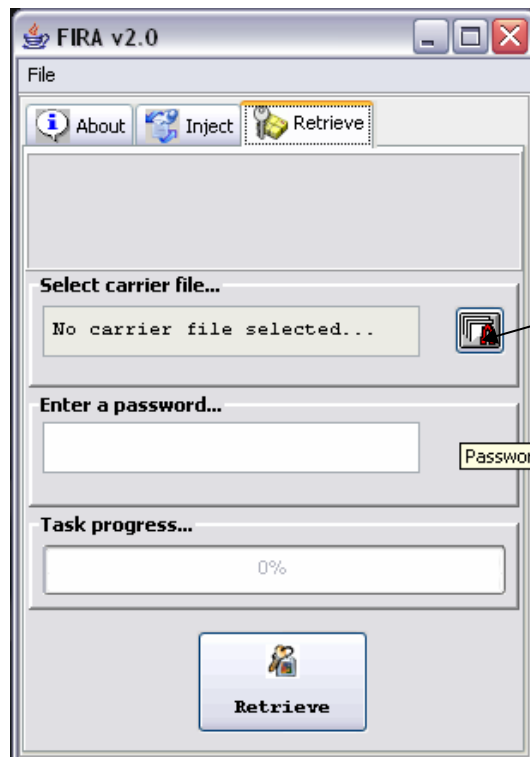 FIRA v2.0
File
About Inject Retrieve
Select carrier file...
No carrier file selected...
Enter a password...
Task progress...
0%
Retrieve